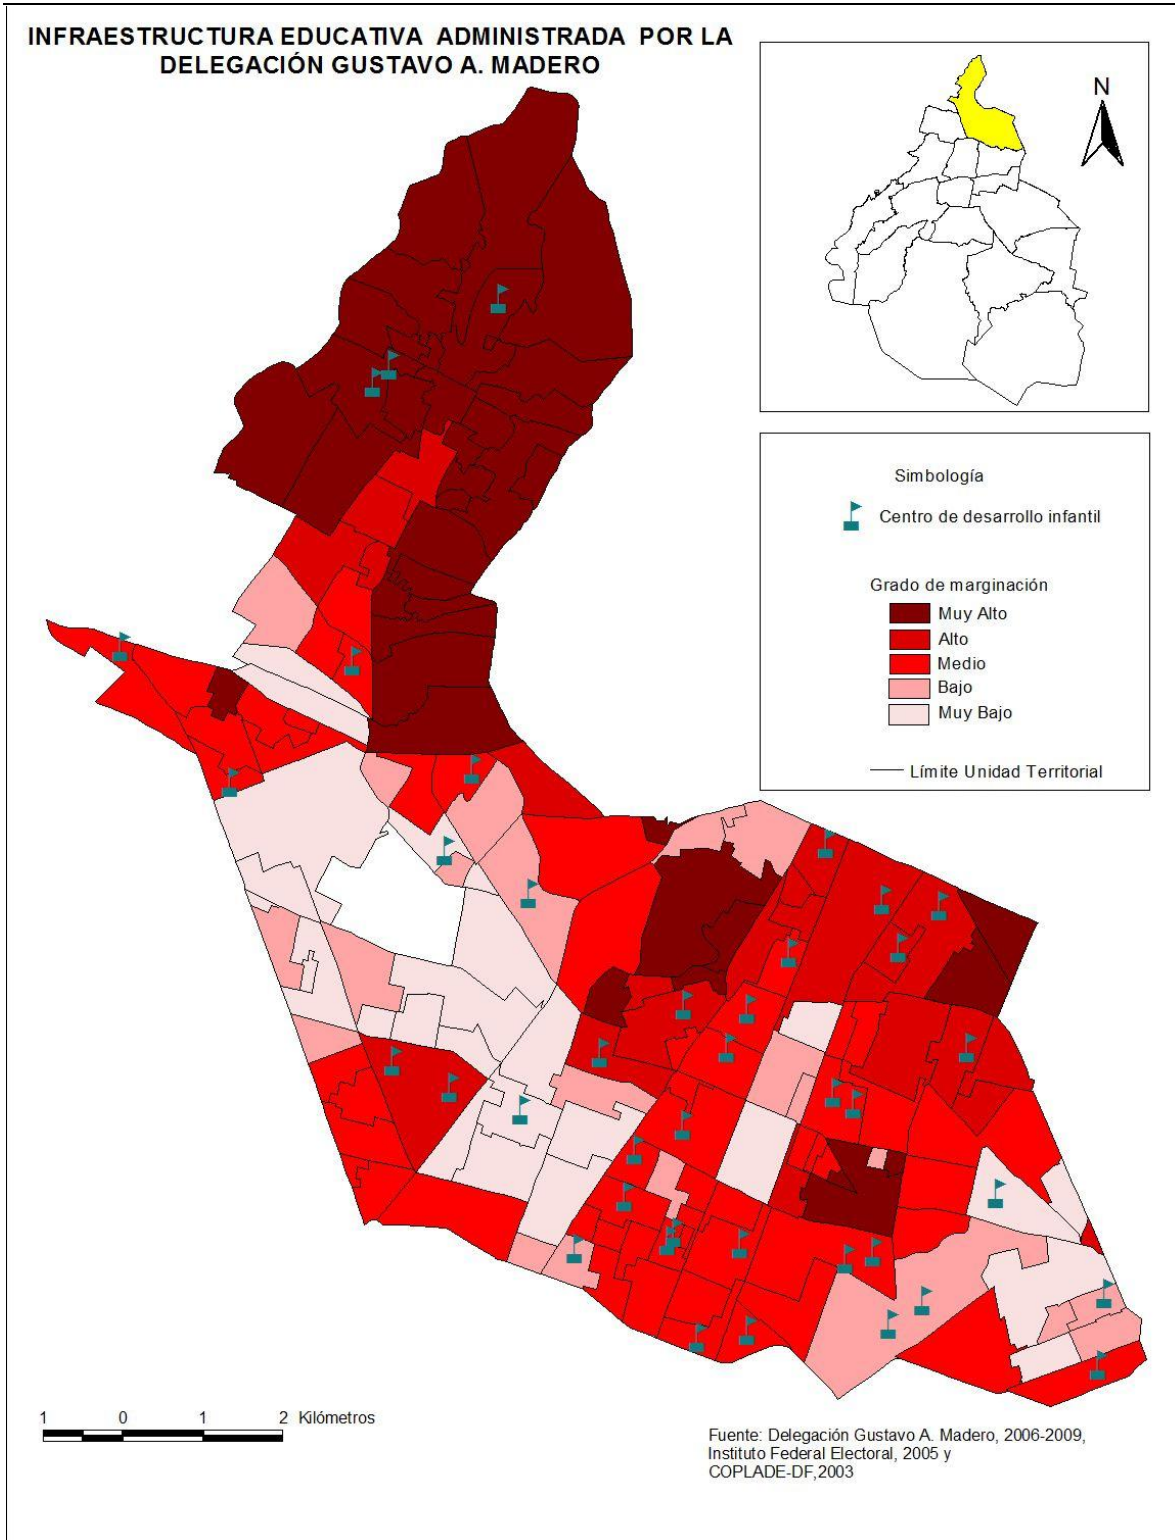 INFRAESTRUCTURA EDUCATIVA ADMINISTRADA POR LA
DELEGACIÓN GUSTAVO A. MADERO
N
Simbología
Centro de desarrollo infantil
Grado de marginación
Muy Alto
Alto
Medio
Bajo
Muy Bajo
Límite Unidad Territorial
1 0 1 2 Kilómetros
Fuente: Delegación Gustavo A. Madero, 2006-2009,
Instituto Federal Electoral, 2005 y
COPLADE-DF,2003